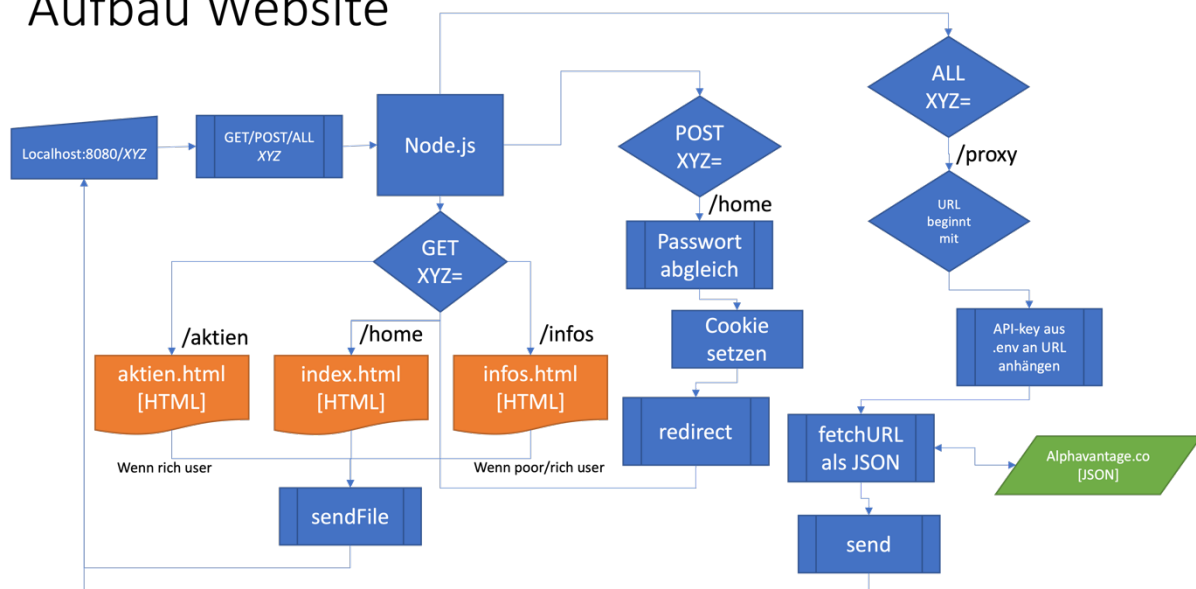 Aufbau Website
Localhost:8080/XYZ
GET/POST/ALL
XYZ
Node.js
POST
XYZ=
ALL
XYZ=
/proxy
URL
beginnt
mit
/home
Passwort
abgleich
GET
XYZ=
Cookie
setzen
API-key aus
.env an URL
anhängen
/aktien
/home
/infos
aktien.html
[HTML]
index.html
[HTML]
infos.html
[HTML]
redirect
fetchURL
als JSON
Alphavantage.co
[JSON]
Wenn rich user
Wenn poor/rich user
sendFile
send